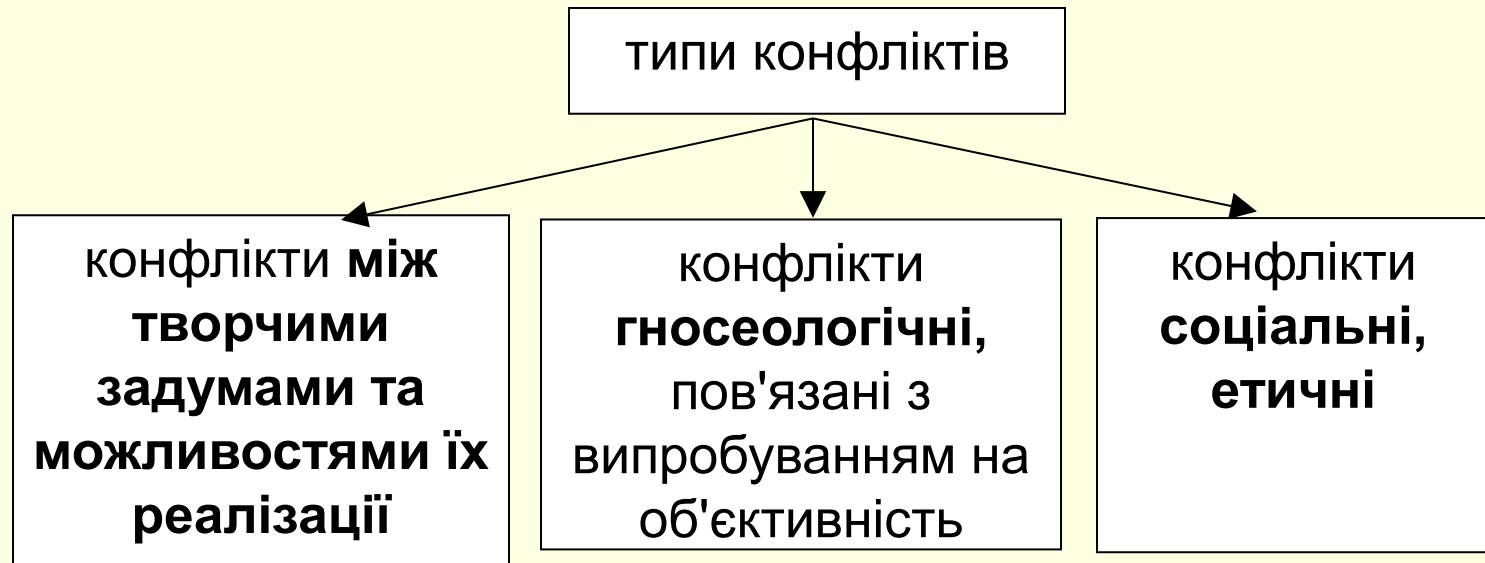 типи конфліктів
конфлікти між
творчими
задумами та
можливостями їх
реалізації
конфлікти
гносеологічні,
пов'язані з
випробуванням на
об'єктивність
конфлікти
соціальні,
етичні